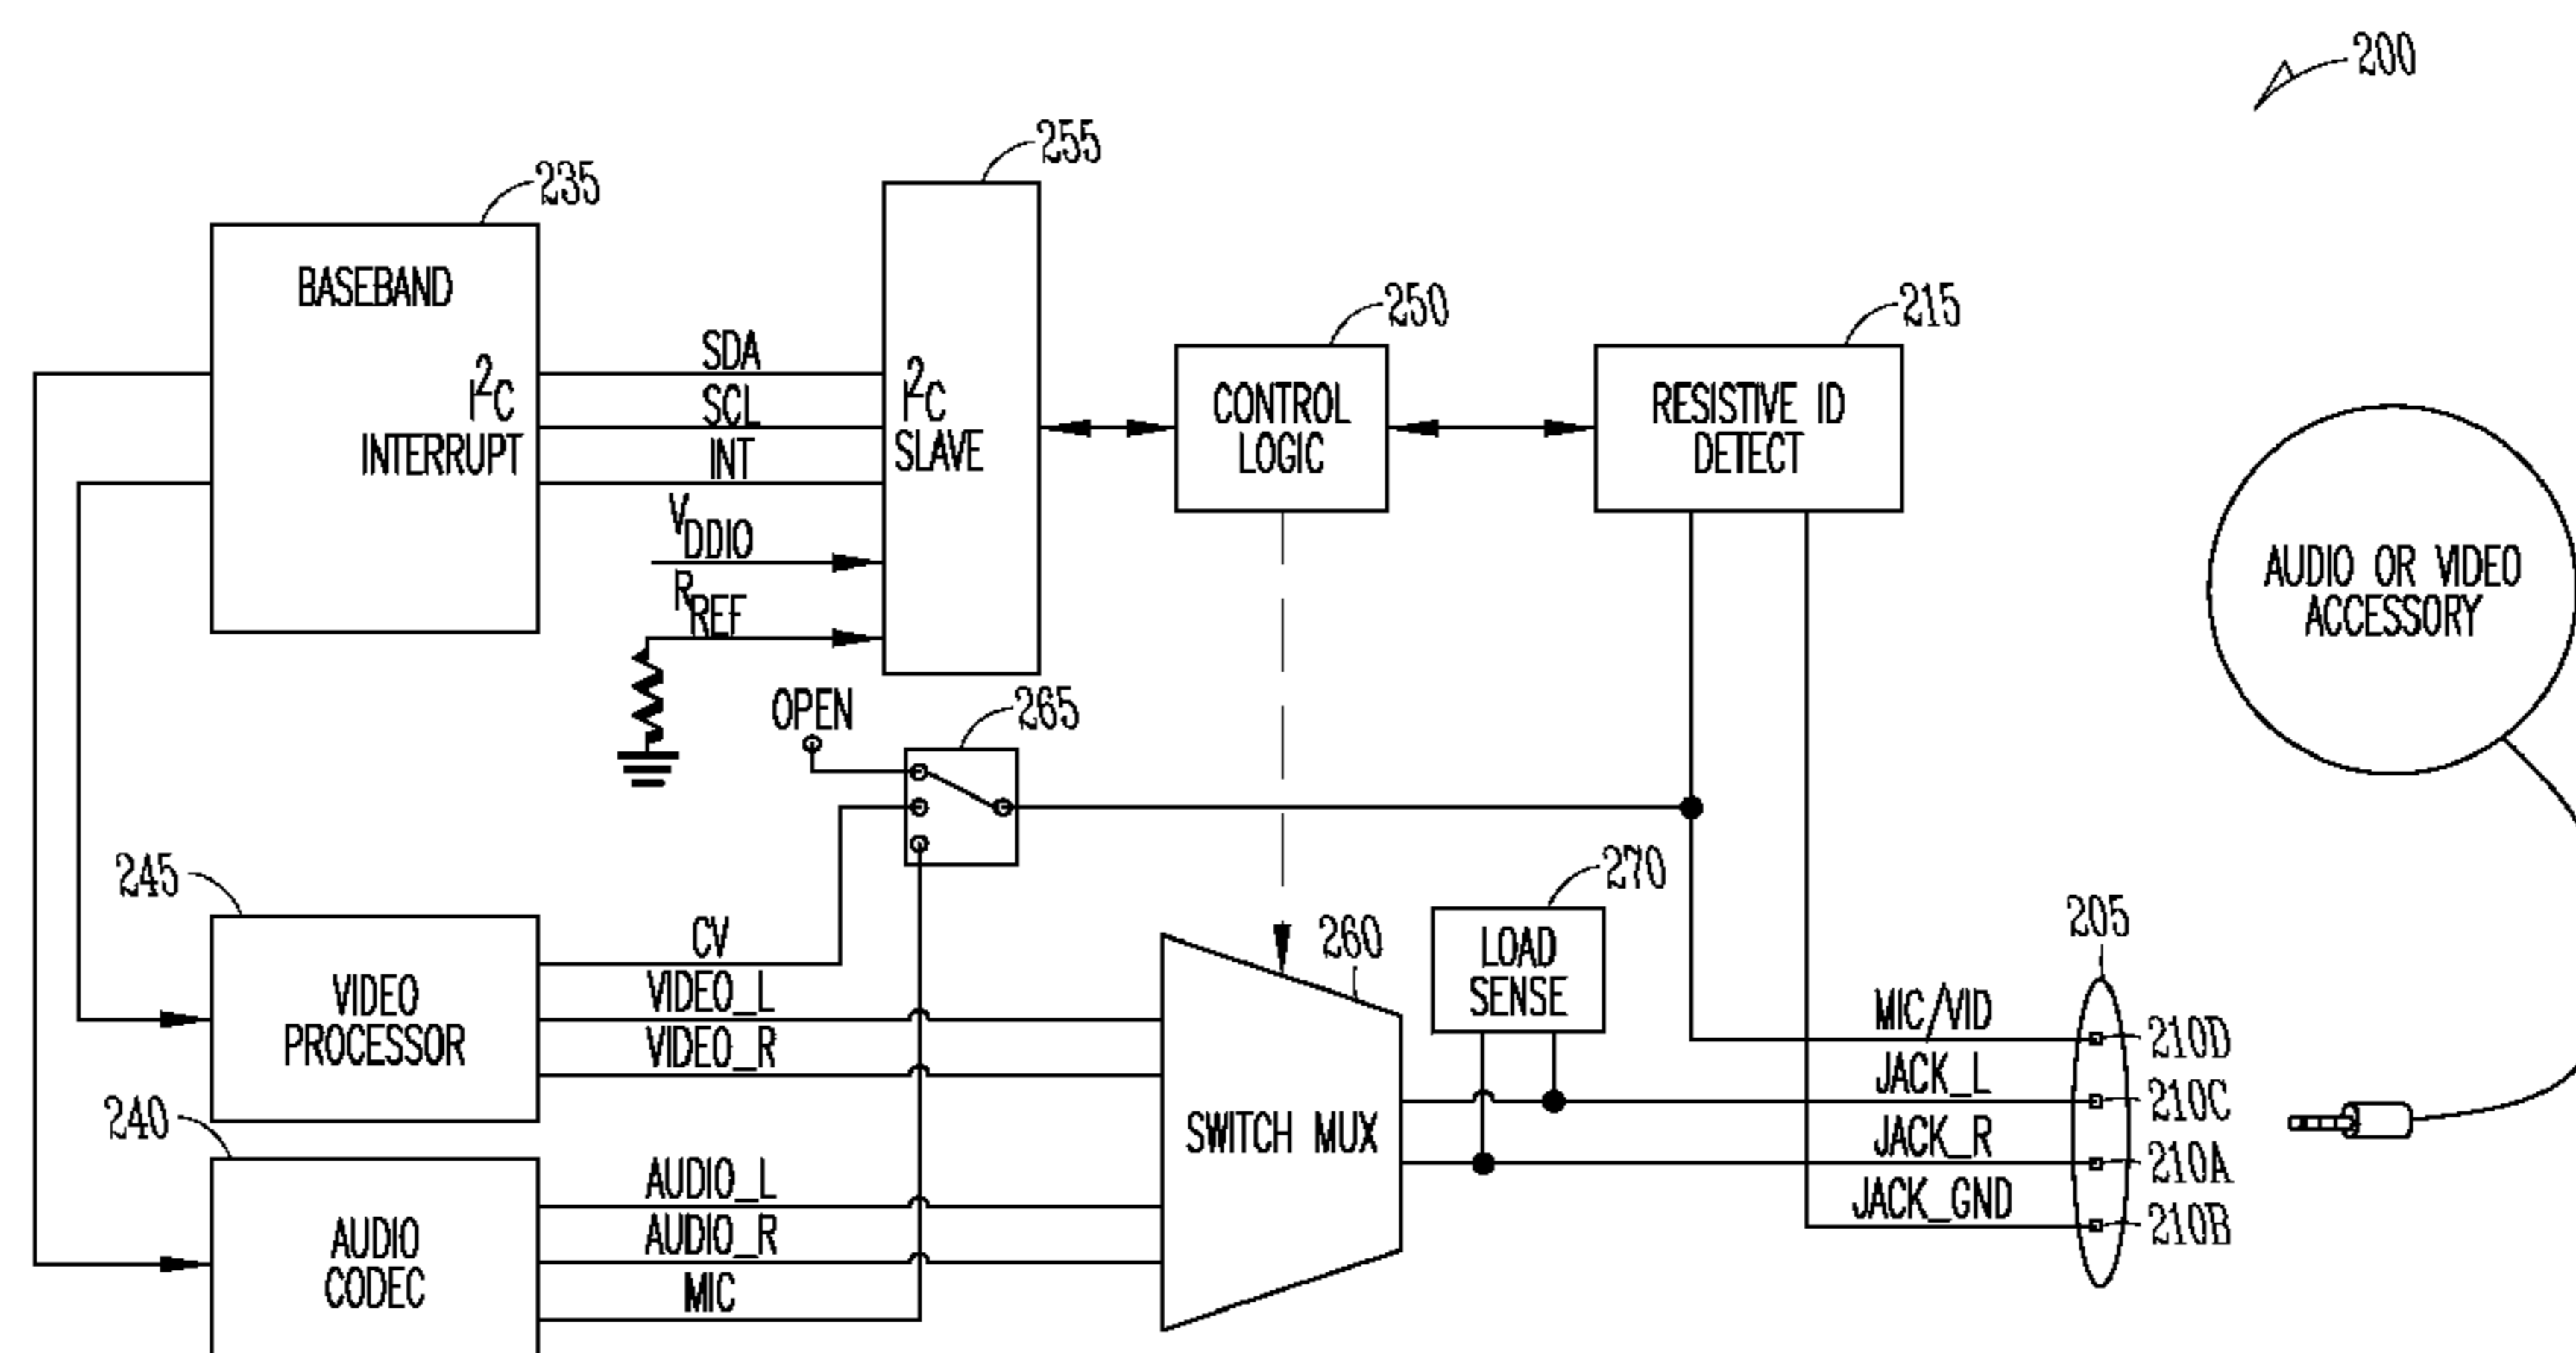 200
255
235
BASEBAND
250
215
SDA
I2C
I2C
SCL
CONTROL
LOGIC
RESISTIVE ID
DETECT
INTERRUPT
INT
SLAVE
VDDIO
RREF
AUDIO OR VIDEO
ACCESSORY
OPEN
265
245
270
205
CV
260
LOAD
SENSE
VIDEO
PROCESSOR
VIDEO_L
VIDEO_R
MIC/VID
210D
JACK_L
210C
240
SWITCH MUX
JACK_R
210A
AUDIO_L
JACK_GND
210B
AUDIO
CODEC
AUDIO_R
MIC